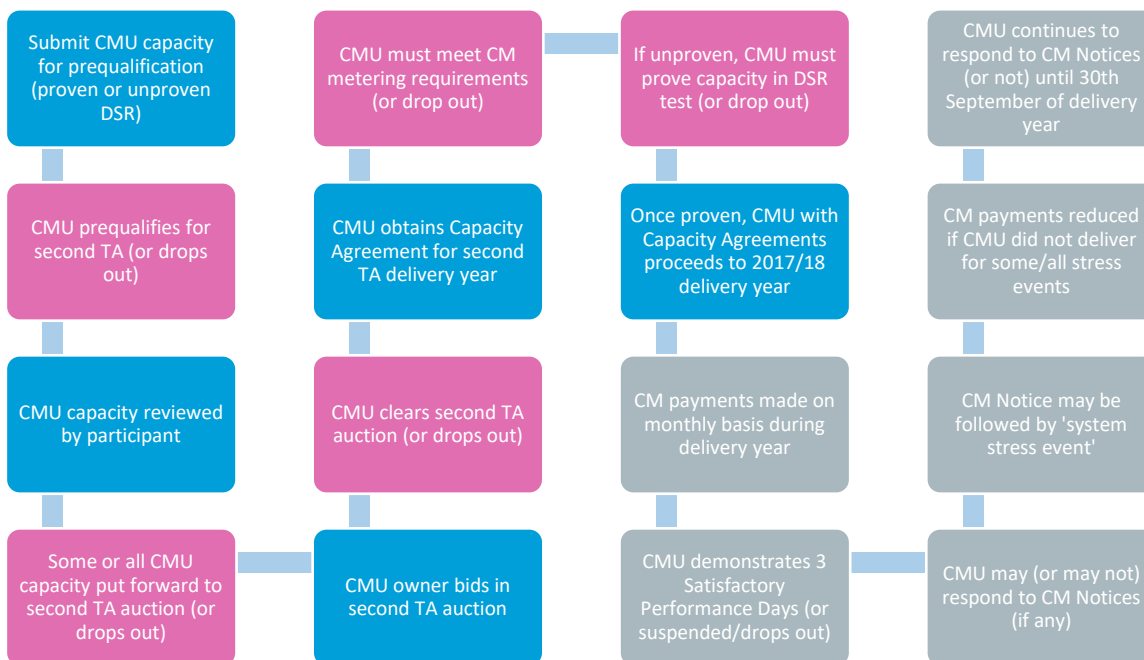 Submit CMU capacity
for prequalification
(proven or unproven
DSR)
CMU prequalifies for
second TA (or drops
out)
CMU capacity reviewed
by participant
Some or all CMU
capacity put forward to
second TA auction (or
drops out)
CMU owner bids in
second TA auction
CMU clears second TA
auction (or drops out)
CMU obtains Capacity
Agreement for second
TA delivery year
CMU must meet CM
metering requirements
(or drop out)
If unproven, CMU must
prove capacity in DSR
test (or drop out)
Once proven, CMU with
Capacity Agreements
proceeds to 2017/18
delivery year
CM payments made on
monthly basis during
delivery year
CMU demonstrates 3
Satisfactory
Performance Days (or
suspended/drops out)
CMU may (or may not)
respond to CM Notices
(if any)
CM Notice may be
followed by 'system
stress event'
CM payments reduced
if CMU did not deliver
for some/all stress
events
CMU continues to
respond to CM Notices
(or not) until 30th
September of delivery
year